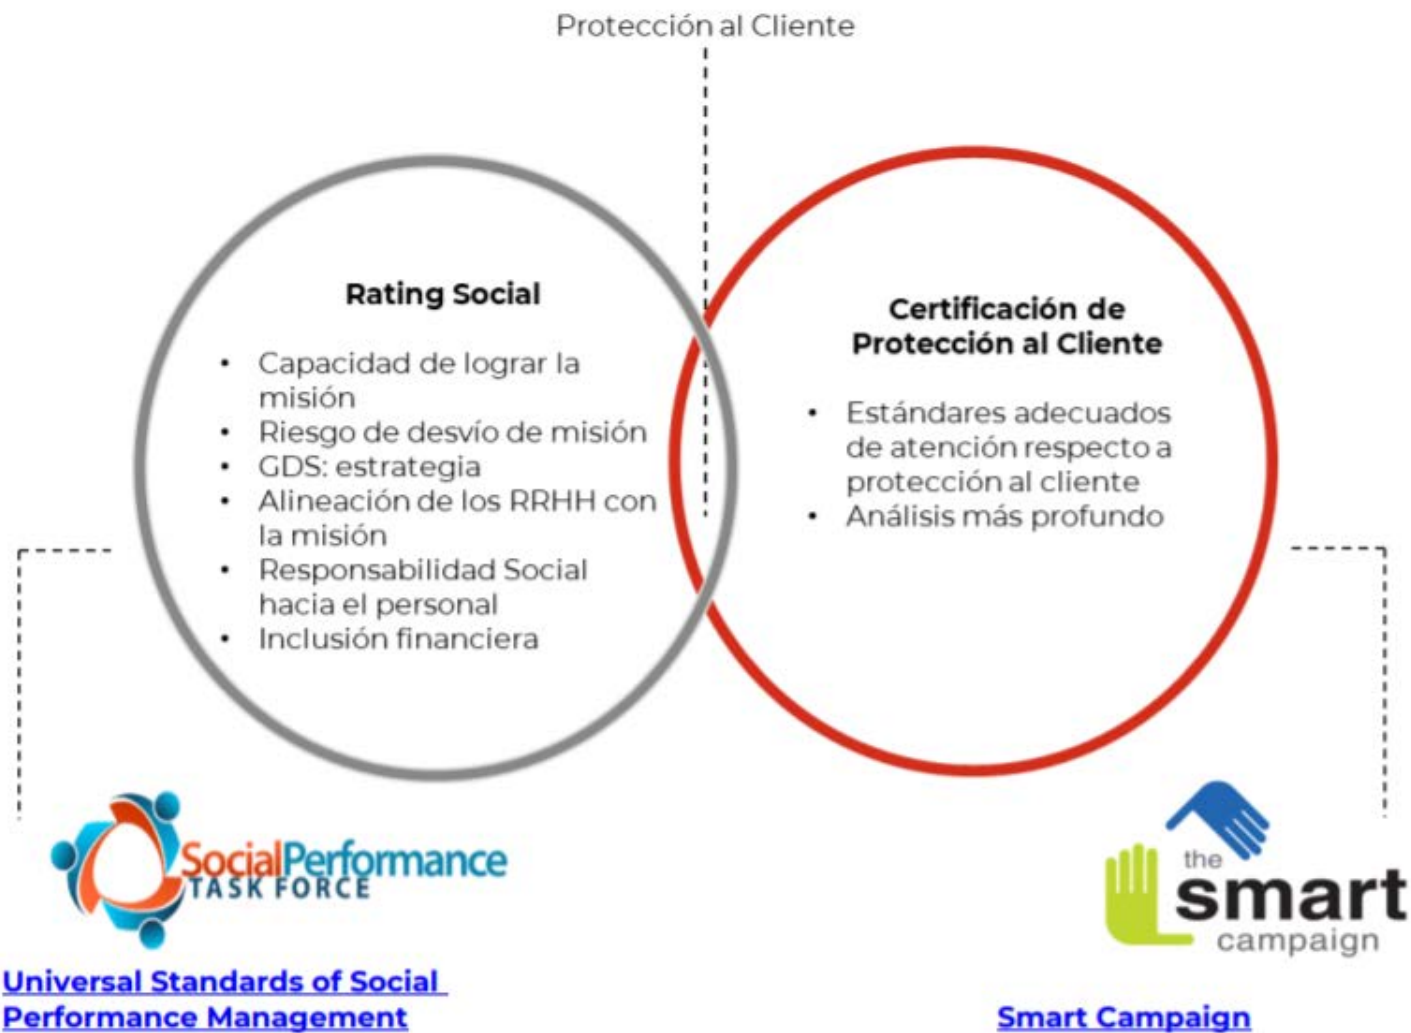 Protección al Cliente
Rating Social
• Capacidad de lograr la
misión
• Riesgo de desvío de misión
• GDS: estrategia
• Alineación de los RRHH con
la misión
• Responsabilidad Social
hacia el personal
• Inclusión financiera
Certificación de
Protección al Cliente
• Estándares adecuados
de atención respecto a
protección al cliente
• Análisis más profundo
SocialPerformance
TASK FORCE
Universal Standards of Social
Performance Management
the
smart
campaign
Smart Campaign